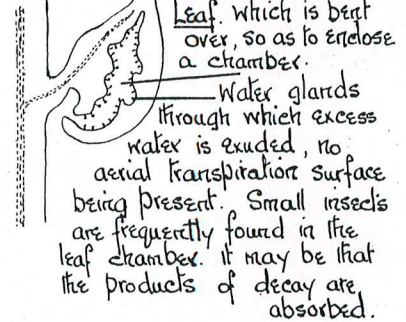 Leaf. which is bent
over, so as to enclose
a chamber.
Water glands
through which excess
water is exuded, no
aerial transpiration surface
being present. Small insects
are frequently found in the
leaf chamber. it may be that
the products of decay are
absorbed.